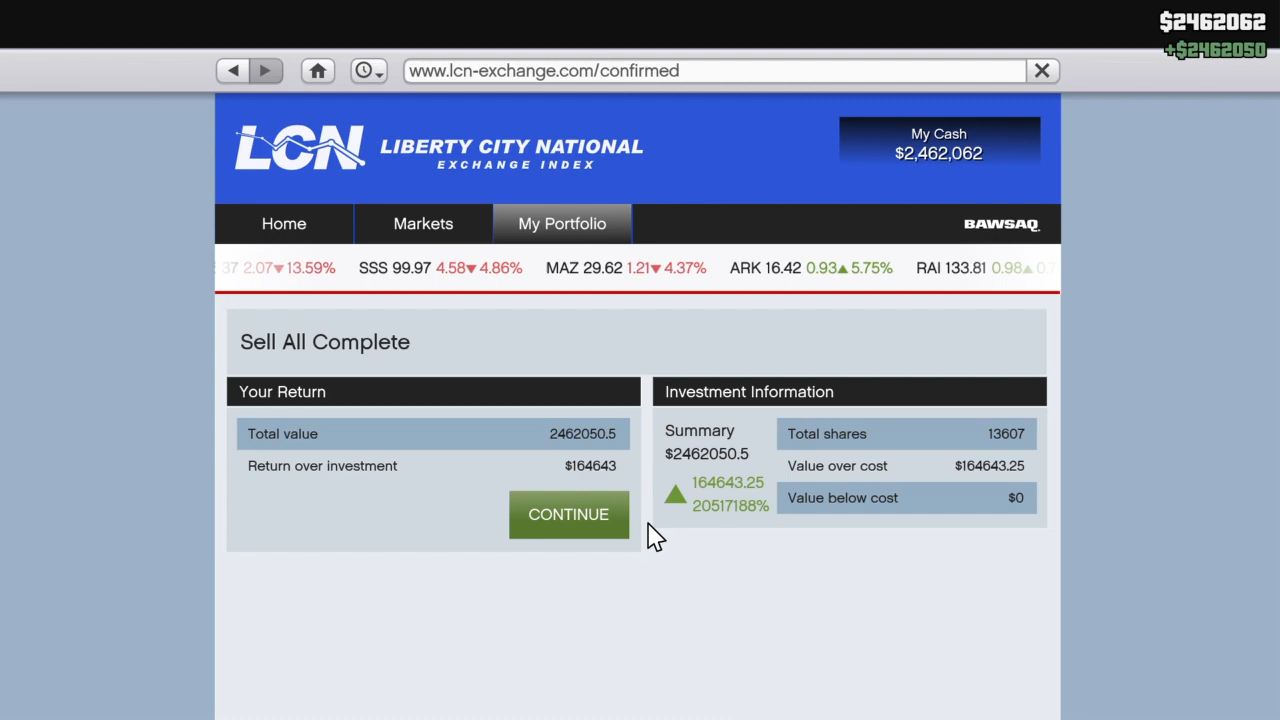 $2462062
+$2462050
www.lcn-exchange.com/confirmed
LCN LIBERTY CITY NATIONAL
EXCHANGE INDEX
My Cash
$2,462,062
Home Markets My Portfolio BAWSAQ
37 2.07▼13.59% SSS 99.97 4.58▼4.86% MAZ 29.62 1.21▼4.37% ARK 16.42 0.93▲5.75% RAI 133.81 0.98▲0.7
Sell All Complete
Your Return
Total value 2462050.5
Return over investment $164643
CONTINUE
Investment Information
Summary
$2462050.5
164643.25
20517188%
Total shares 13607
Value over cost $164643.25
Value below cost $0